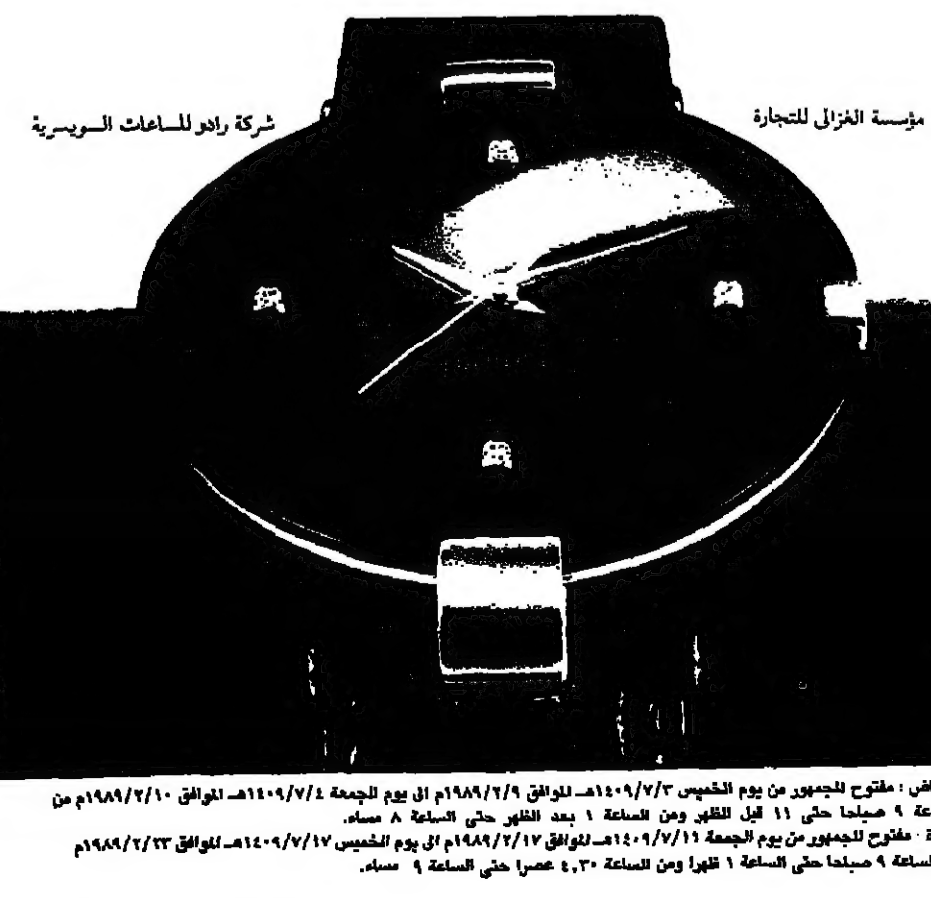 مؤسسة الغزالى للتجارة
شركة رادو للساعات السويسرية
اض : مفتوح للجمهور من يوم الخميس ١٤٠٩/٧/٣هـ الموافق ١٩٨٩/٢/٩م الى يوم الجمعة ١٤٠٩/٧/٤هـ الموافق ١٩٨٩/٢/١٠م من
عة ٩ صباحا حتى ١١ قبل الظهر ومن الساعة ١ بعد الظهر حتى الساعة ٨ مساء.
ة : مفتوح للجمهور من يوم الجمعة ١٤٠٩/٧/١١هـ الموافق ١٩٨٩/٢/١٧م الى يوم الخميس ١٤٠٩/٧/١٧هـ الموافق ١٩٨٩/٢/٢٣م
لساعة ٩ صباحا حتى الساعة ١ ظهرا ومن الساعة ٤,٣٠ عصرا حتى الساعة ٩ مساء.